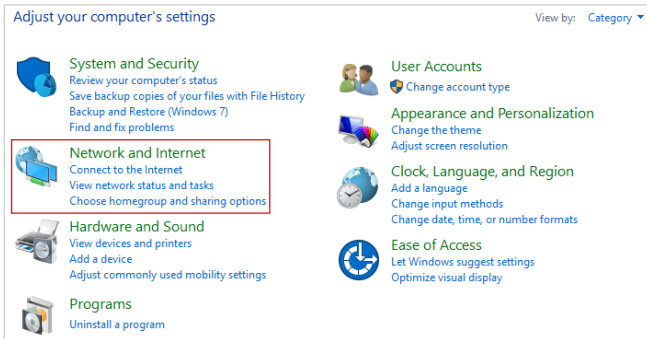 Adjust your computer's settings
View by: Category
System and Security
Review your computer's status
Save backup copies of your files with File History
Backup and Restore (Windows 7)
Find and fix problems
Network and Internet
Connect to the Internet
View network status and tasks
Choose homegroup and sharing options
Hardware and Sound
View devices and printers
Add a device
Adjust commonly used mobility settings
Programs
Uninstall a program
User Accounts
Change account type
Appearance and Personalization
Change the theme
Adjust screen resolution
Clock, Language, and Region
Add a language
Change input methods
Change date, time, or number formats
Ease of Access
Let Windows suggest settings
Optimize visual display